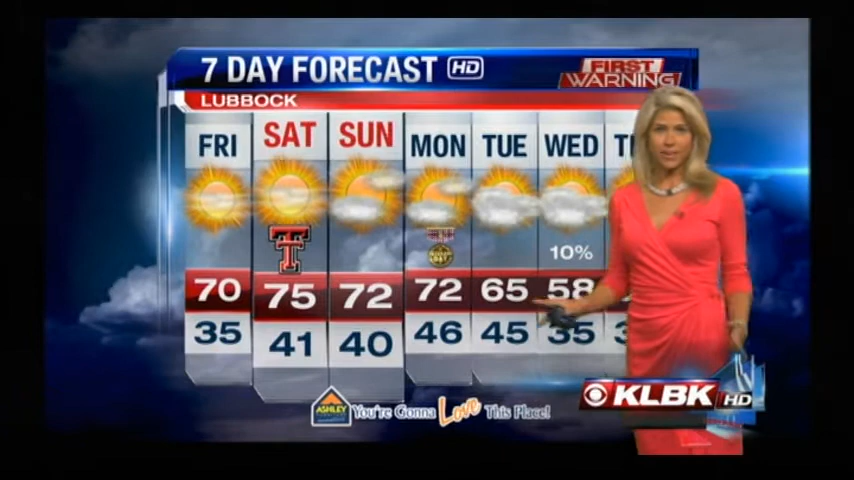 7 DAY FORECAST HD
FIRST WARNING
LUBBOCK
FRI SAT SUN MON TUE WED
10%
70 75 72 72 65 58
35 41 40 46 45 35
ASHLEY
You're Gonna Love This Place!
KLBK HD